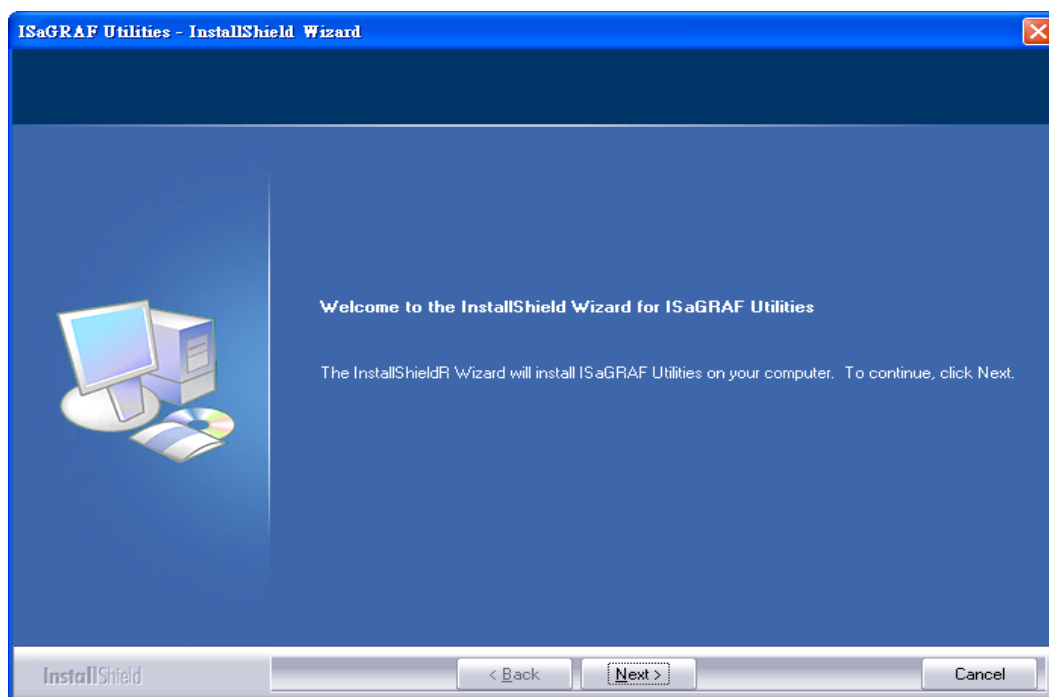 ISaGRAF Utilities - InstallShield Wizard
Welcome to the InstallShield Wizard for ISaGRAF Utilities
The InstallShieldR Wizard will install ISaGRAF Utilities on your computer.  To continue, click Next.
InstallShield
< Back
Next >
Cancel